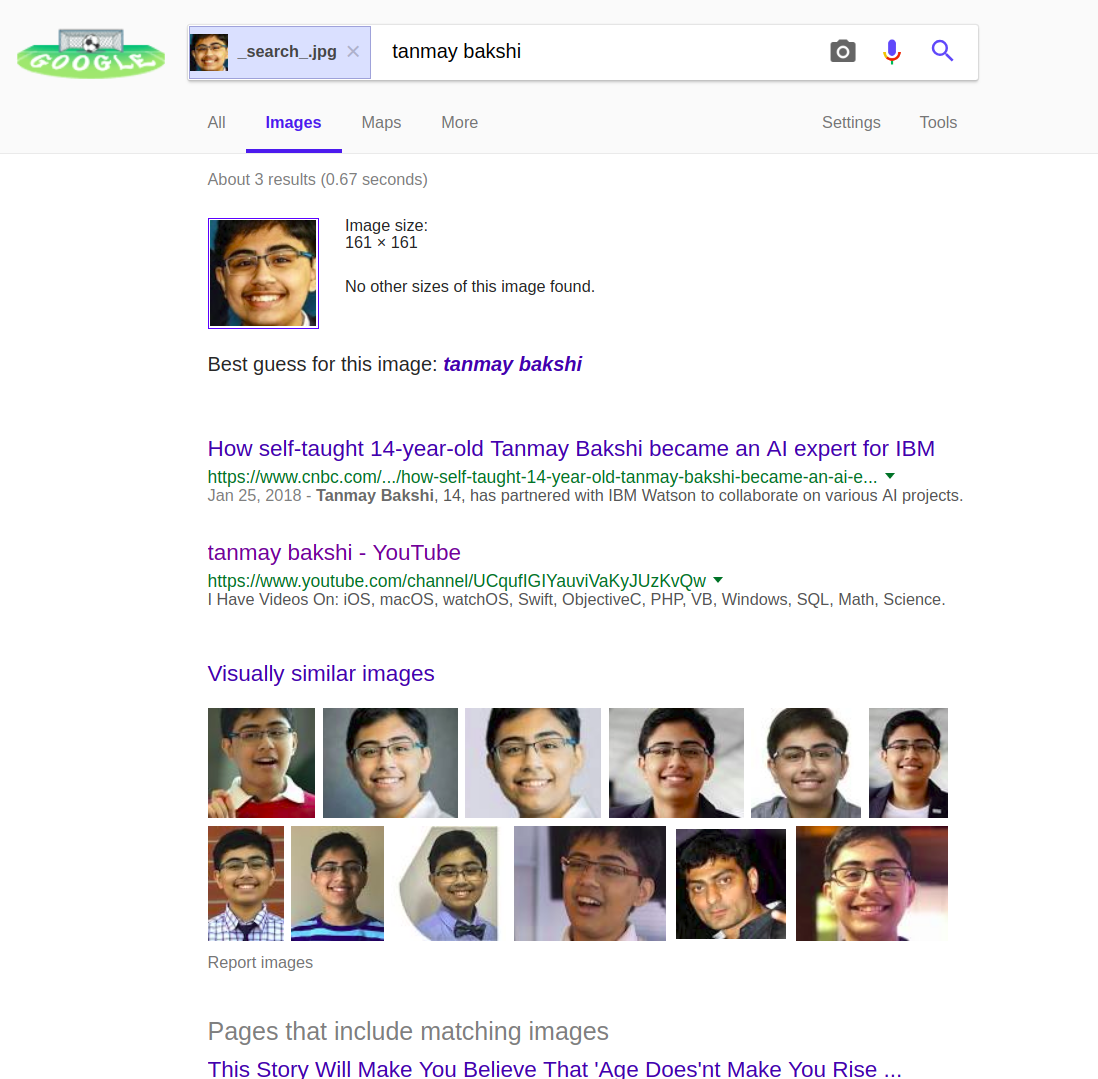 GOOGLE
_search_.jpg × tanmay bakshi
All Images Maps More Settings Tools
About 3 results (0.67 seconds)
Image size:
161 × 161
No other sizes of this image found.
Best guess for this image: tanmay bakshi
How self-taught 14-year-old Tanmay Bakshi became an AI expert for IBM
https://www.cnbc.com/.../how-self-taught-14-year-old-tanmay-bakshi-became-an-ai-e...
Jan 25, 2018 - Tanmay Bakshi, 14, has partnered with IBM Watson to collaborate on various AI projects.
tanmay bakshi - YouTube
https://www.youtube.com/channel/UCqufIGIYauviVaKyJUzKvQw
I Have Videos On: iOS, macOS, watchOS, Swift, ObjectiveC, PHP, VB, Windows, SQL, Math, Science.
Visually similar images
Report images
Pages that include matching images
This Story Will Make You Believe That 'Age Does'nt Make You Rise ...